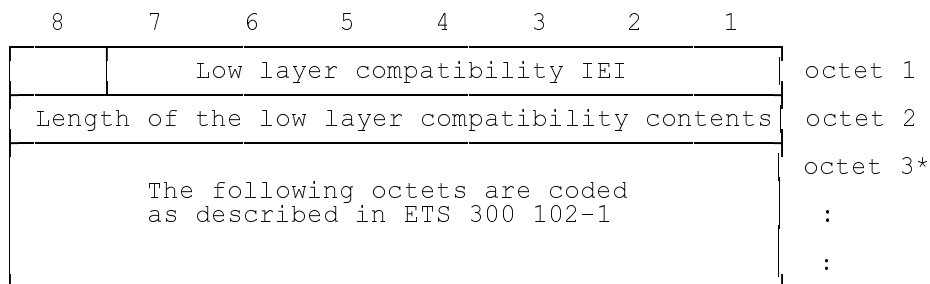 8 7 6 5 4 3 2 1
Low layer compatibility IEI octet 1
Length of the low layer compatibility contents octet 2
octet 3*
The following octets are coded
as described in ETS 300 102-1 :
: